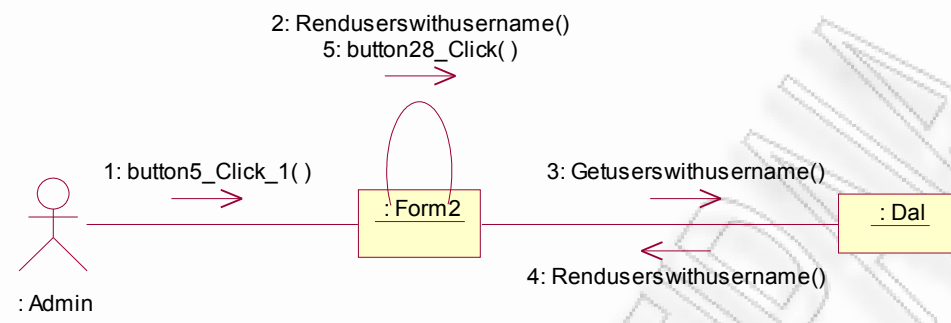 2: Renduserswithusername()
5: button28_Click( )
1: button5_Click_1( )
3: Getuserswithusername()
: Form2
: Dal
4: Renduserswithusername()
: Admin